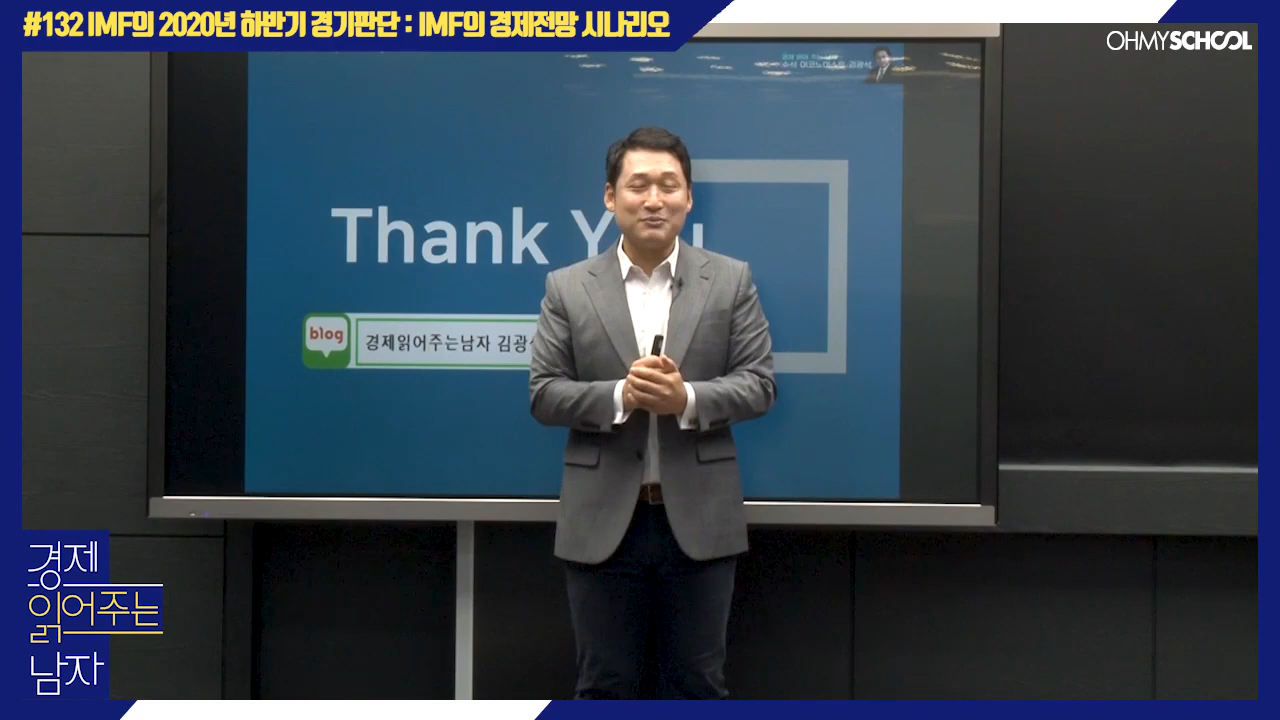 #132 IMF의 2020년 하반기 경기판단 : IMF의 경제전망 시나리오
OHMYSCHOOL
Thank
blog
경제읽어주는남자 김광
경제
읽어주는
남자